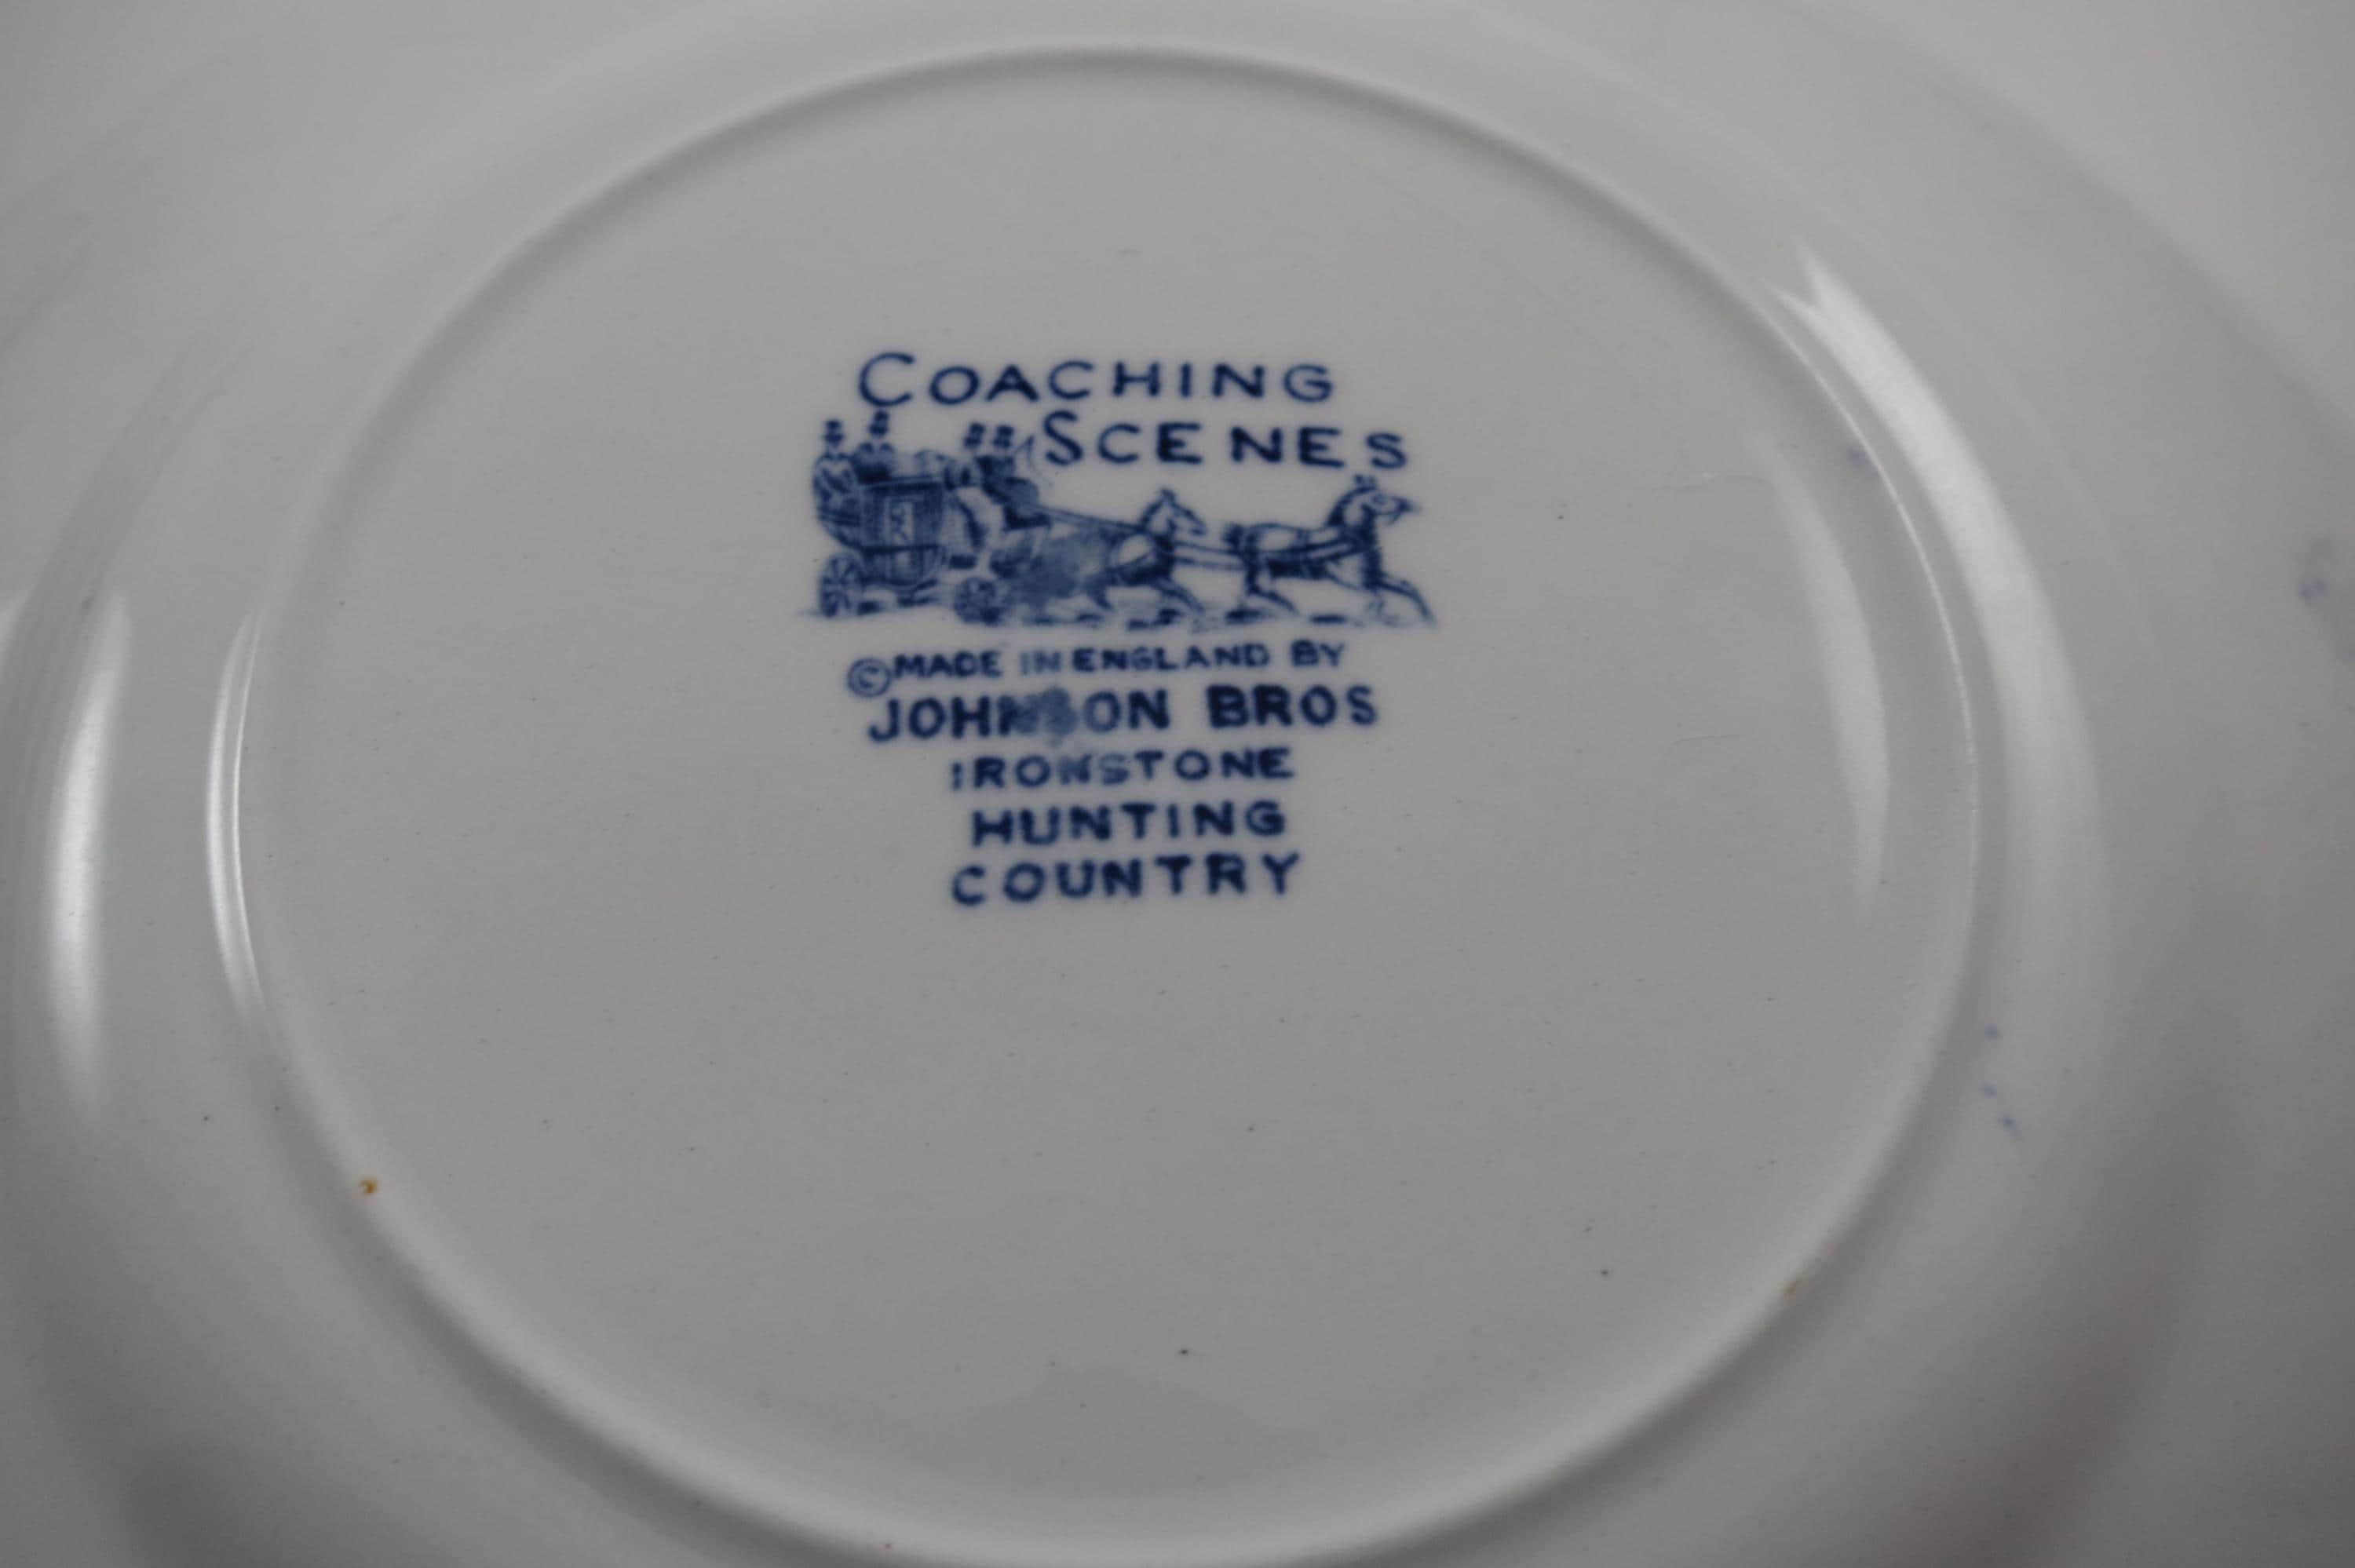 COACHING
SCENES
©MADE IN ENGLAND BY
JOHNSON BROS
IRONSTONE
HUNTING
COUNTRY